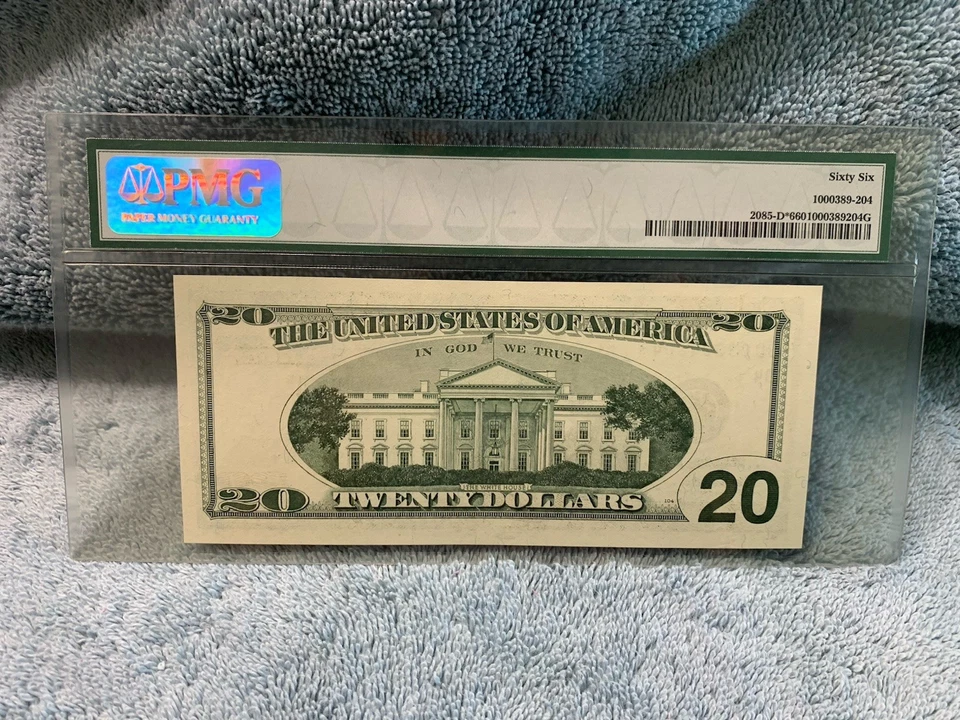 PMG
PAPER MONEY GUARANTY
Sixty Six
1000389-204
2085-D*6601000389204G
20
20
THE UNITED STATES OF AMERICA
IN GOD WE TRUST
THE WHITE HOUSE
20
TWENTY DOLLARS
104
20